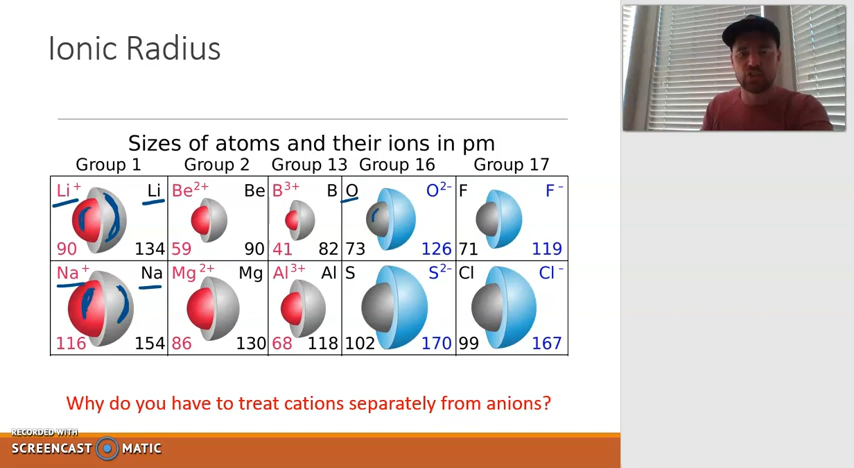 Ionic Radius
Sizes of atoms and their ions in pm
Group 1 Group 2 Group 13 Group 16 Group 17
Li⁺ Li Be²⁺ Be B³⁺ B O O²⁻ F F⁻
90 134 59 90 41 82 73 126 71 119
Na⁺ Na Mg²⁺ Mg Al³⁺ Al S S²⁻ Cl Cl⁻
116 154 86 130 68 118 102 170 99 167
Why do you have to treat cations separately from anions?
RECORDED WITH
SCREENCAST MATIC